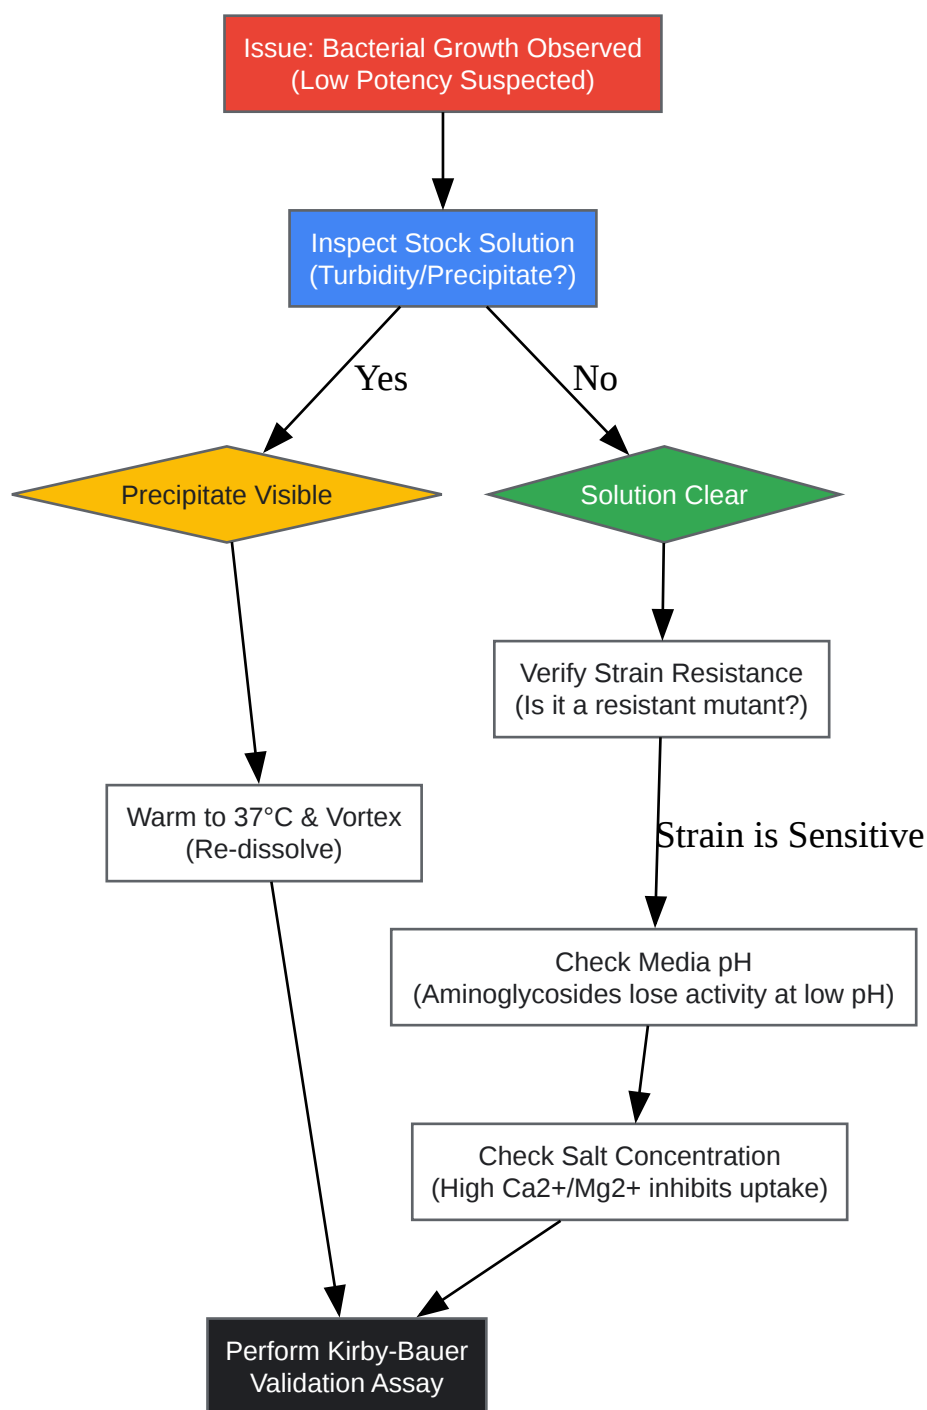 Issue: Bacterial Growth Observed
(Low Potency Suspected)
Inspect Stock Solution
(Turbidity/Precipitate?)
Yes
No
Precipitate Visible
Solution Clear
Verify Strain Resistance
(Is it a resistant mutant?)
Warm to 37°C & Vortex
(Re-dissolve)
Strain is Sensitive
Check Media pH
(Aminoglycosides lose activity at low pH)
Check Salt Concentration
(High Ca2+/Mg2+ inhibits uptake)
Perform Kirby-Bauer
Validation Assay